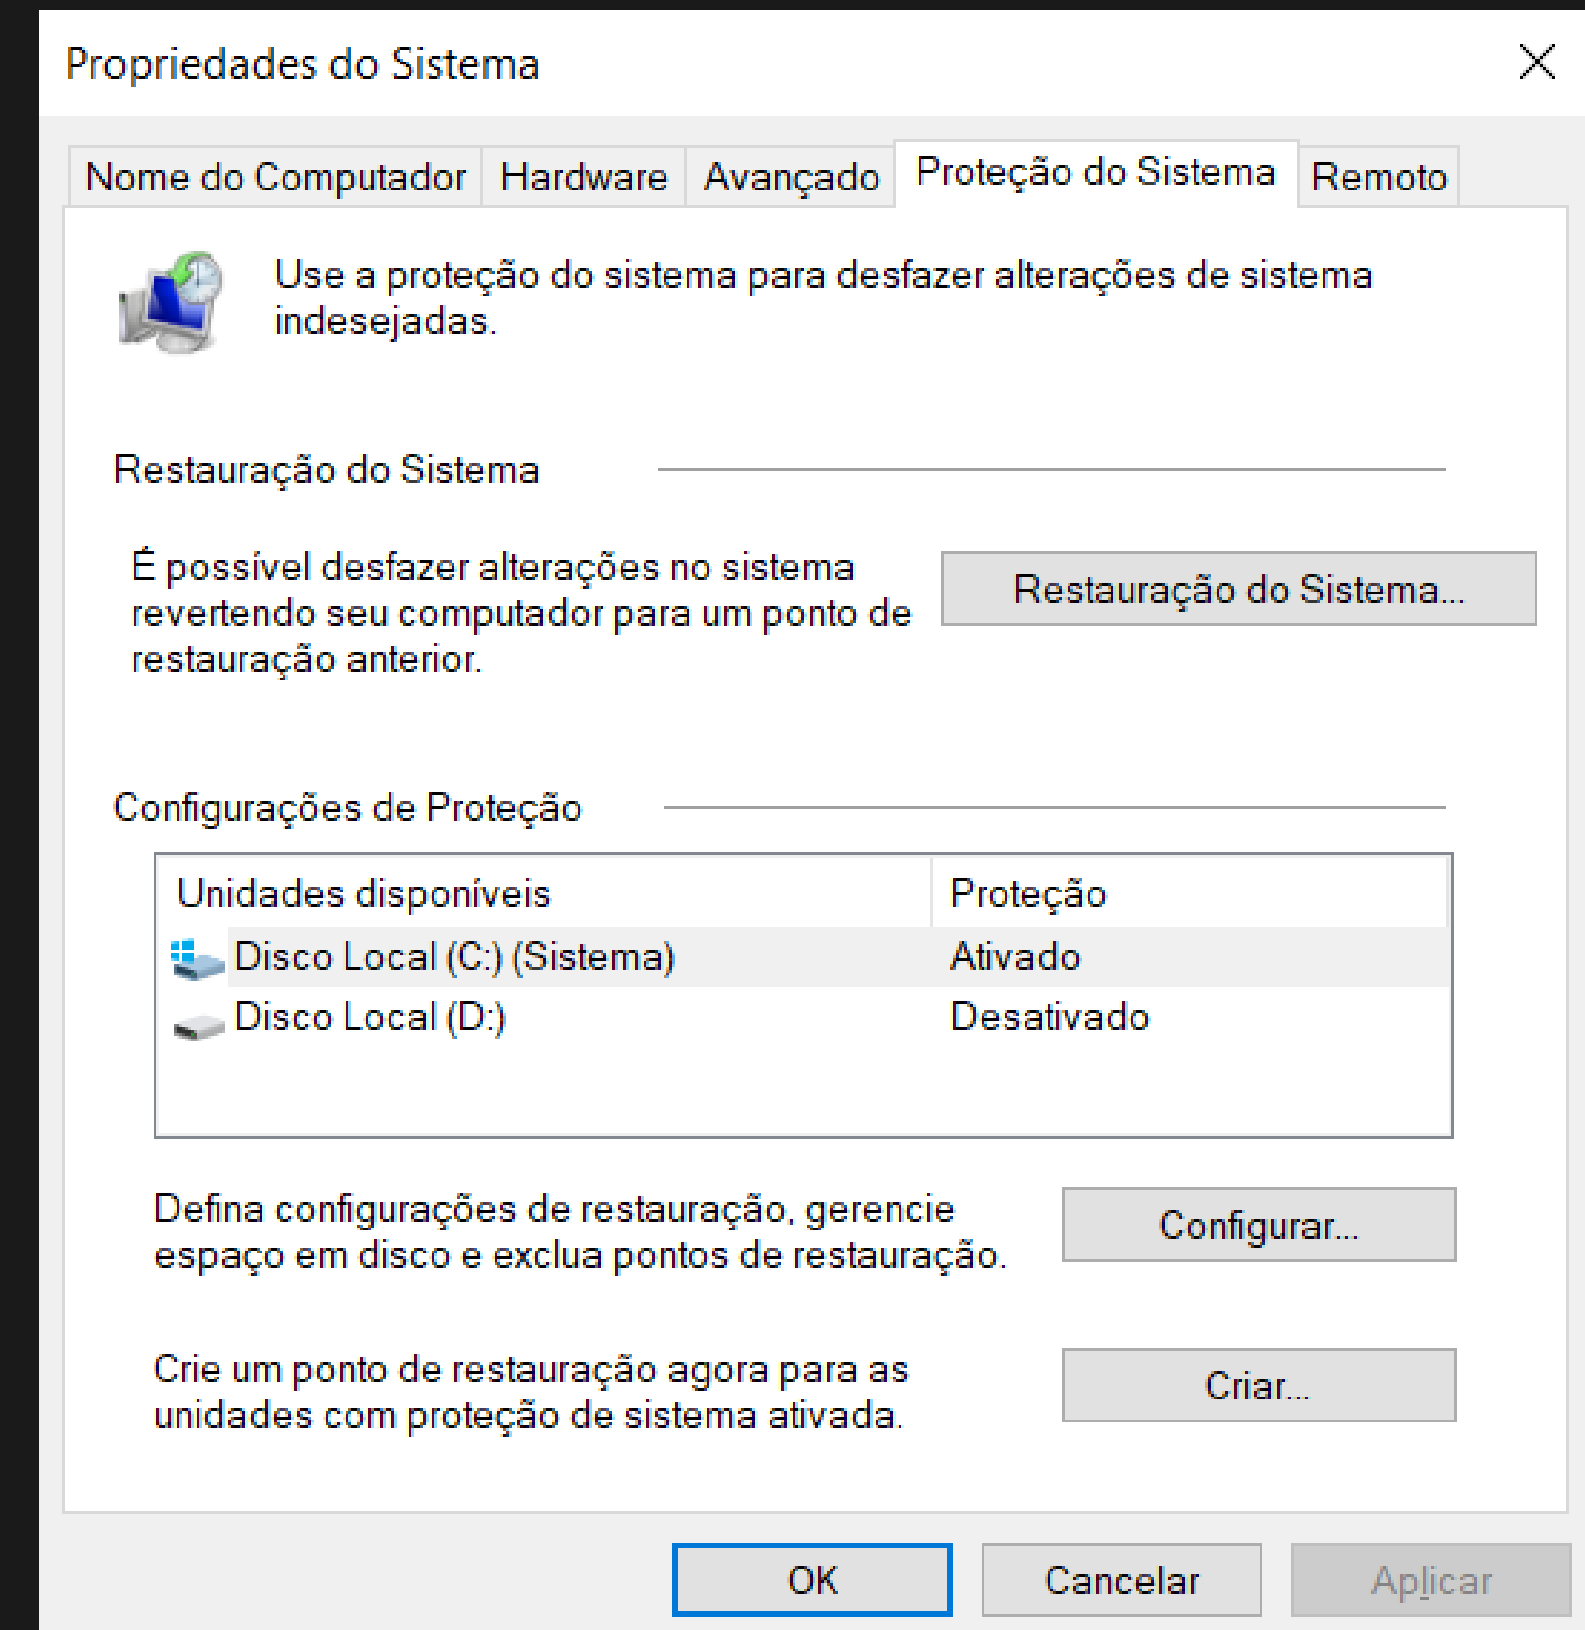 Propriedades do Sistema
Nome do Computador Hardware Avançado Proteção do Sistema Remoto
Use a proteção do sistema para desfazer alterações de sistema
indesejadas.
Restauração do Sistema
É possível desfazer alterações no sistema
revertendo seu computador para um ponto de
restauração anterior.
Restauração do Sistema...
Configurações de Proteção
Unidades disponíveis Proteção
Disco Local (C:) (Sistema) Ativado
Disco Local (D:) Desativado
Defina configurações de restauração, gerencie
espaço em disco e exclua pontos de restauração.
Configurar...
Crie um ponto de restauração agora para as
unidades com proteção de sistema ativada.
Criar...
OK Cancelar Aplicar